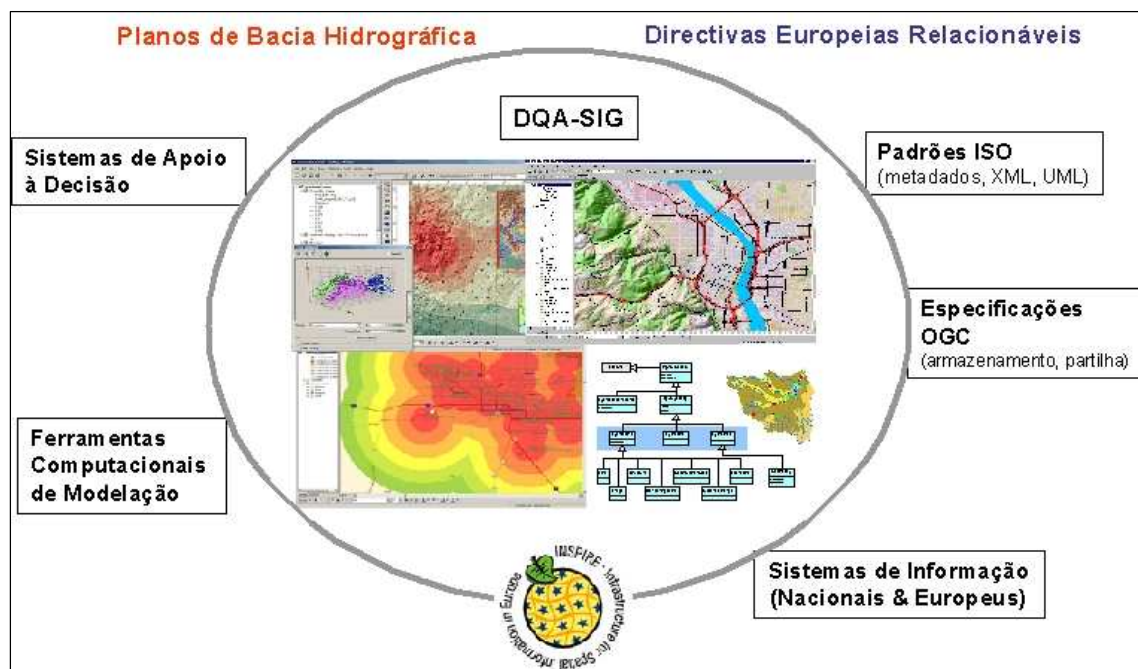 Planos de Bacia Hidrográfica
Directivas Europeias Relacionáveis
DQA-SIG
Sistemas de Apoio
à Decisão
Padrões ISO
(metadados, XML, UML)
Especificações
OGC
(armazenamento, partilha)
Ferramentas
Computacionais
de Modelação
Sistemas de Informação
(Nacionais & Europeus)
INSPIRE - Infrastructure for Spatial Information in Europe